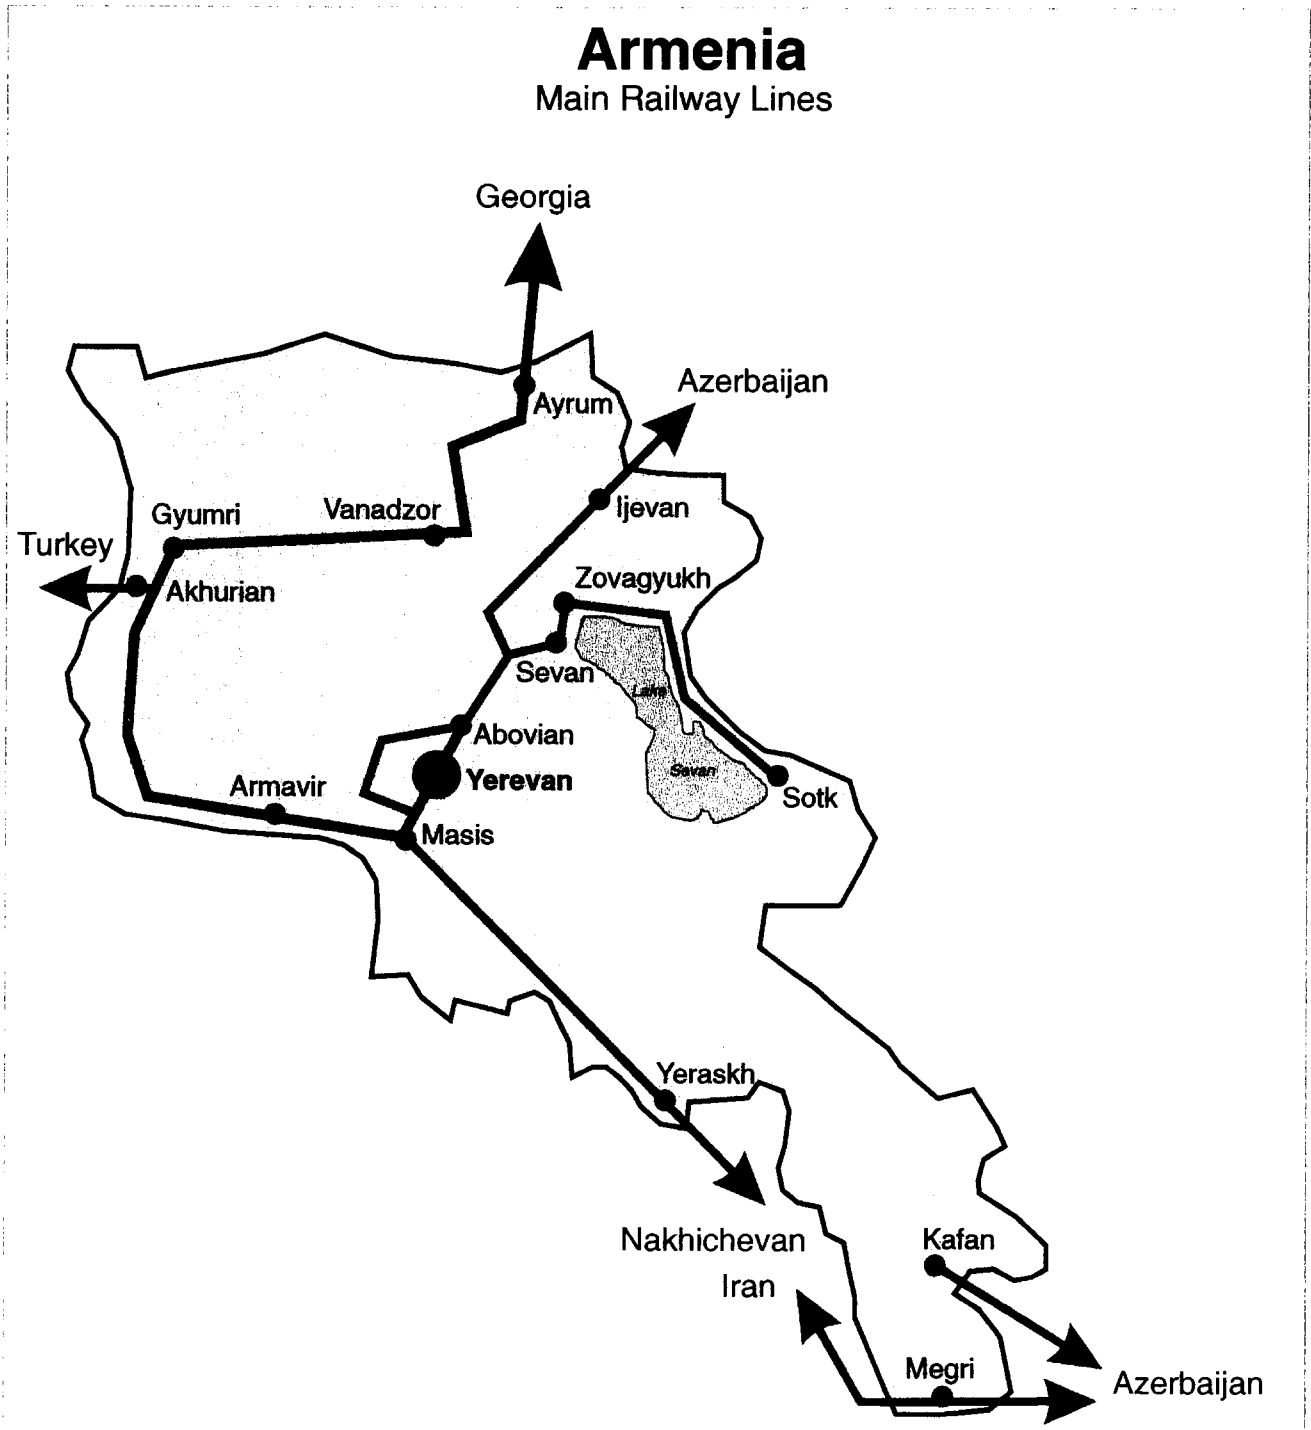 Armenia
Main Railway Lines
Georgia
Azerbaijan
Ayrum
Ijevan
Vanadzor
Gyumri
Turkey
Akhurian
Zovagyukh
Sevan
Lake
Abovian
Sevan
Yerevan
Armavir
Sotk
Masis
Yeraskh
Nakhichevan
Kafan
Iran
Megri
Azerbaijan